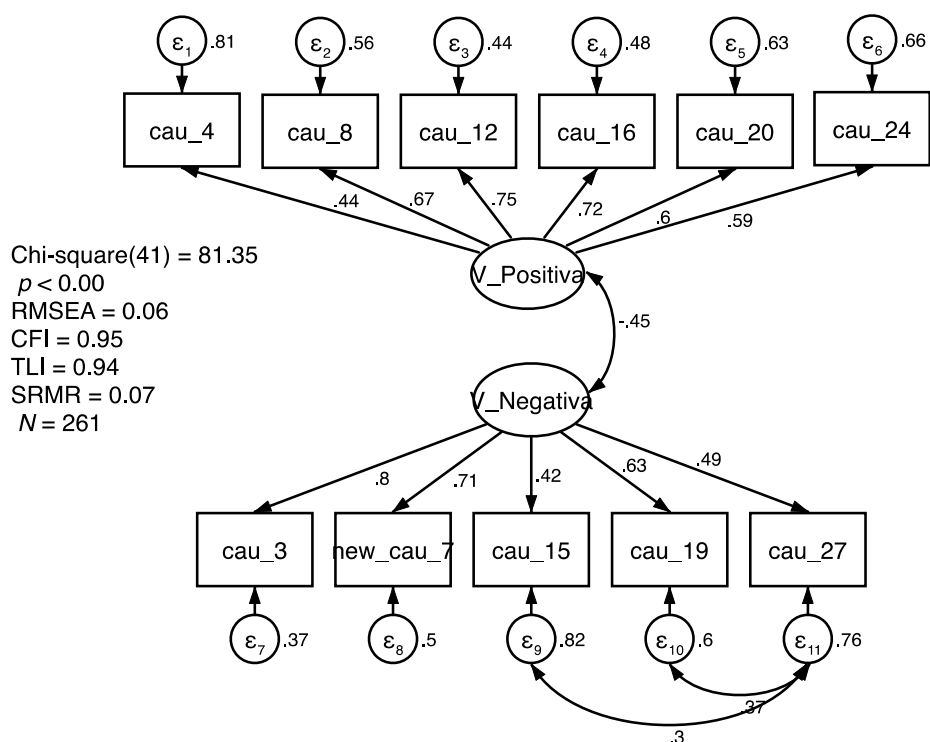 ε1 .81 ε2 .56 ε3 .44 ε4 .48 ε5 .63 ε6 .66
cau_4 cau_8 cau_12 cau_16 cau_20 cau_24
.44 .67 .75 .72 .6 .59
V_Positiva
Chi-square(41) = 81.35
p < 0.00
RMSEA = 0.06
CFI = 0.95
TLI = 0.94
SRMR = 0.07
N = 261
-.45
V_Negativa
.8 .71 .42 .63 .49
cau_3 new_cau_7 cau_15 cau_19 cau_27
ε7 .37 ε8 .5 ε9 .82 ε10 .6 ε11 .76
.37
.3